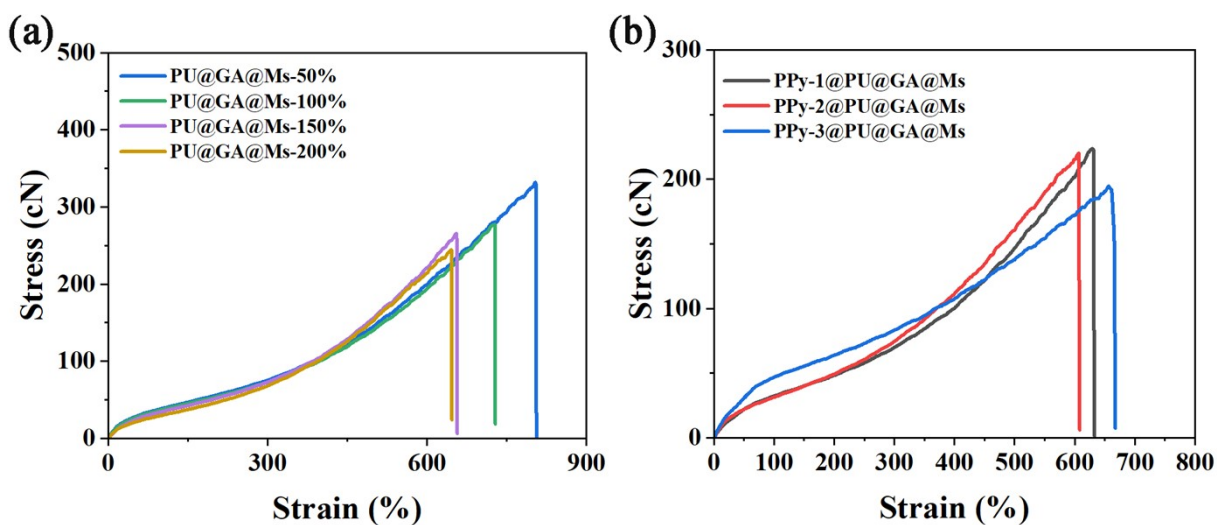 (a)
500
400
300
200
100
0
Stress (cN)
PU@GA@Ms-50%
PU@GA@Ms-100%
PU@GA@Ms-150%
PU@GA@Ms-200%
0 300 600 900
Strain (%)
(b)
300
200
100
0
Stress (cN)
PPy-1@PU@GA@Ms
PPy-2@PU@GA@Ms
PPy-3@PU@GA@Ms
0 100 200 300 400 500 600 700 800
Strain (%)